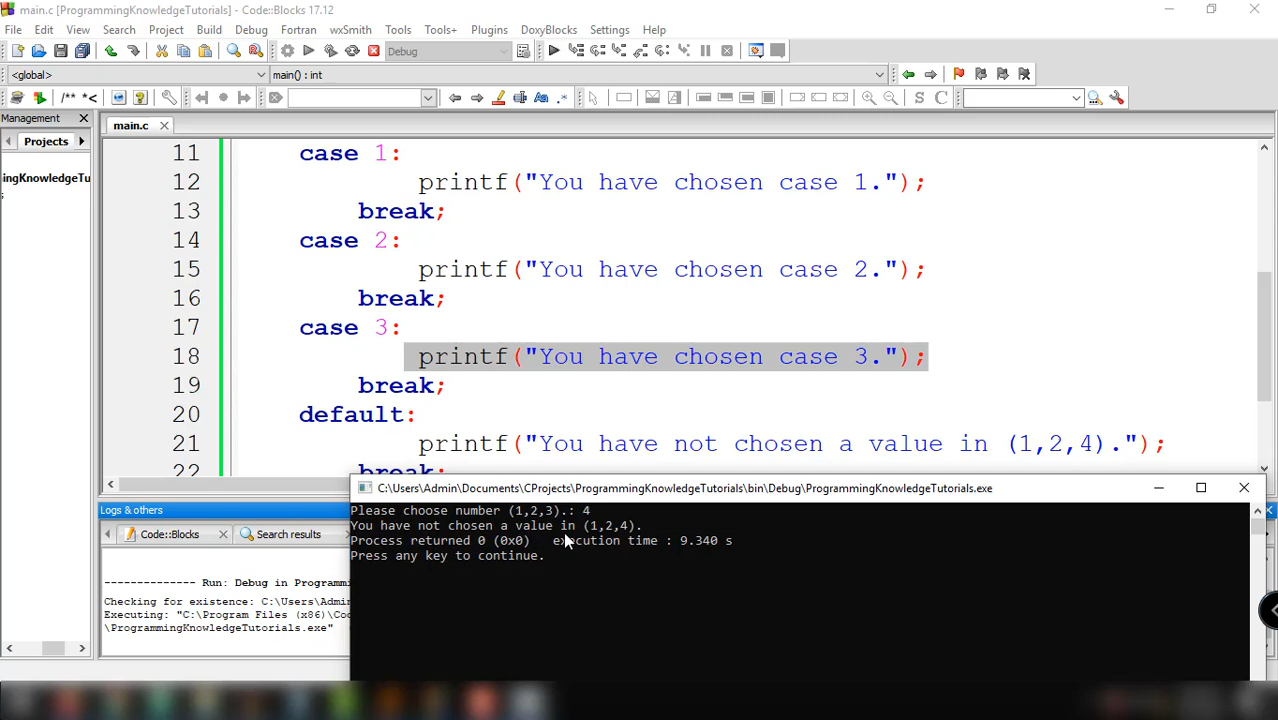 main.c [ProgrammingKnowledgeTutorials] - Code::Blocks 17.12
File Edit View Search Project Build Debug Fortran wxSmith Tools Tools+ Plugins DoxyBlocks Settings Help
Debug
<global> main() : int
/** *<
S C
Management
Projects
main.c
ingKnowledgeTu
11 case 1:
12 printf("You have chosen case 1.");
13 break;
14 case 2:
15 printf("You have chosen case 2.");
16 break;
17 case 3:
18 printf("You have chosen case 3.");
19 break;
20 default:
21 printf("You have not chosen a value in (1,2,4).");
22 break;
Logs & others
Code::Blocks Search results
-------------- Run: Debug in Programmi
Checking for existence: C:\Users\Admi
Executing: "C:\Program Files (x86)\Cod
\ProgrammingKnowledgeTutorials.exe"
C:\Users\Admin\Documents\CProjects\ProgrammingKnowledgeTutorials\bin\Debug\ProgrammingKnowledgeTutorials.exe
Please choose number (1,2,3).: 4
You have not chosen a value in (1,2,4).
Process returned 0 (0x0) execution time : 9.340 s
Press any key to continue.